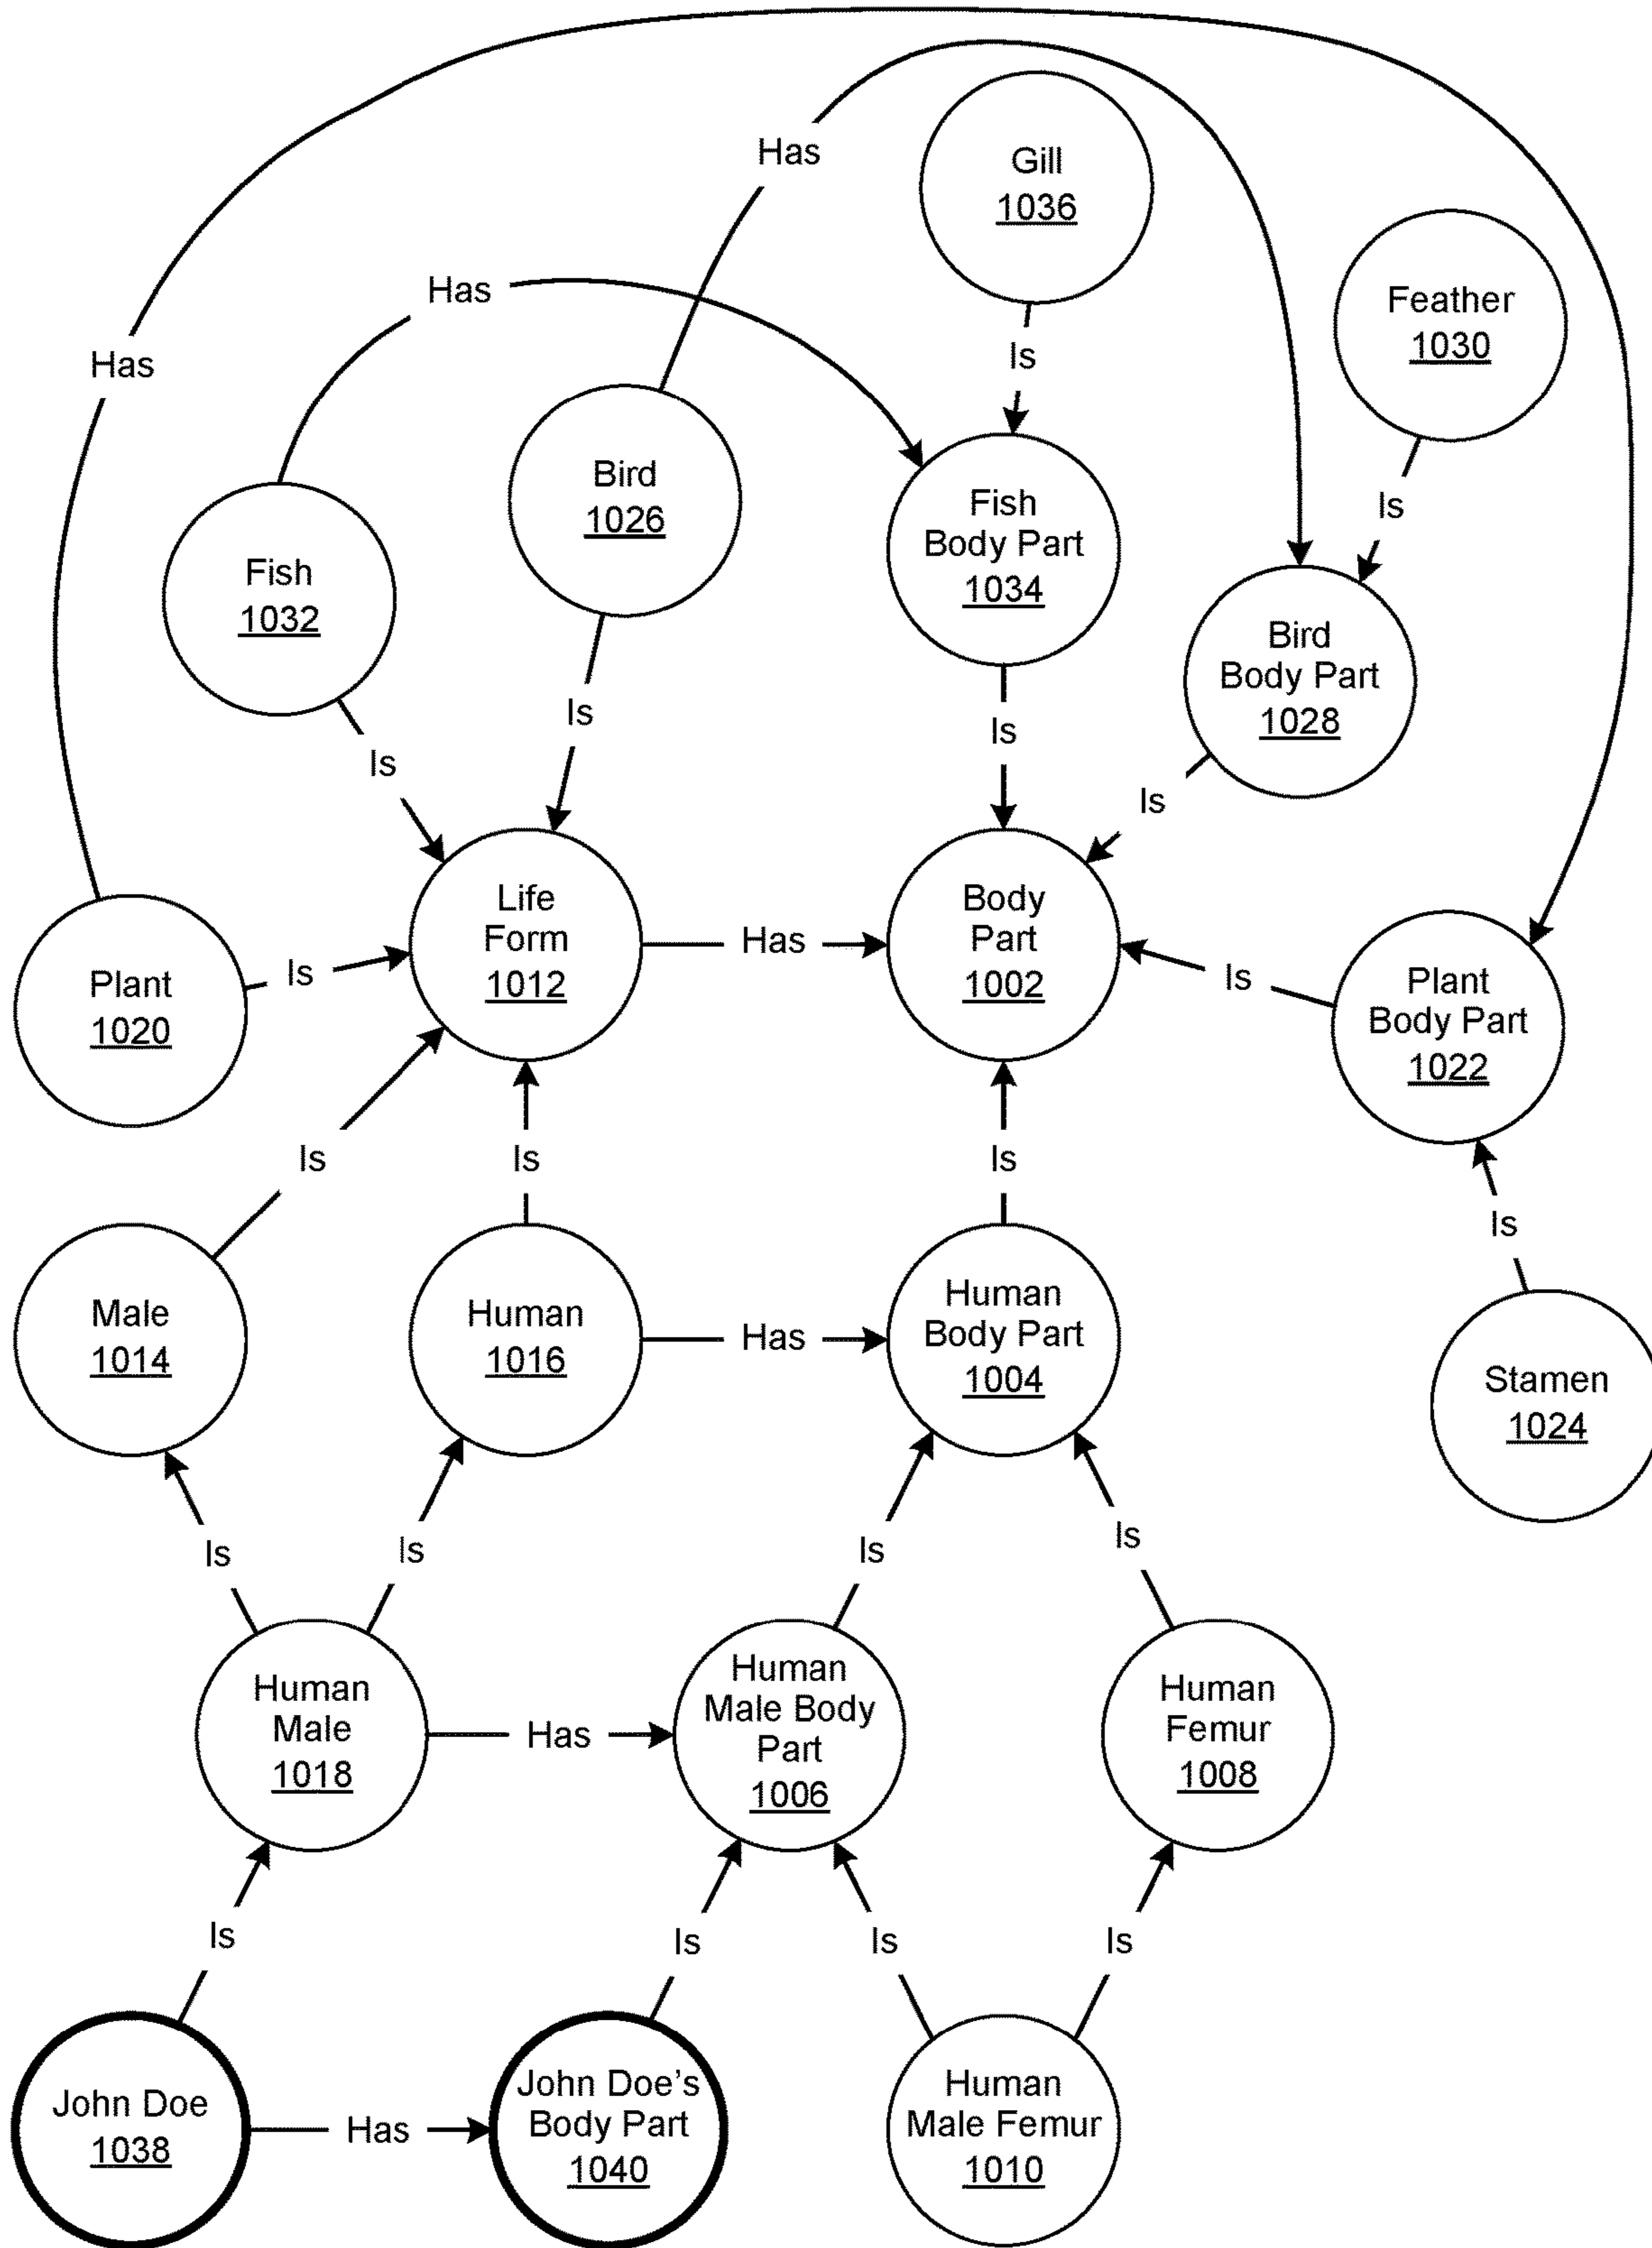 Has
Gill
1036
Has
Feather
1030
Has
Is
Bird
1026
Fish
Body Part
1034
Is
Fish
1032
Bird
Body Part
1028
Is
Is
Is
Is
Life
Form
1012
Has
Body
Part
1002
Plant
1020
Is
Is
Plant
Body Part
1022
Is
Is
Is
Is
Male
1014
Human
1016
Has
Human
Body Part
1004
Stamen
1024
Is
Is
Is
Is
Human
Male
1018
Has
Human
Male Body
Part
1006
Human
Femur
1008
Is
Is
Is
Is
John Doe
1038
Has
John Doe’s
Body Part
1040
Human
Male Femur
1010